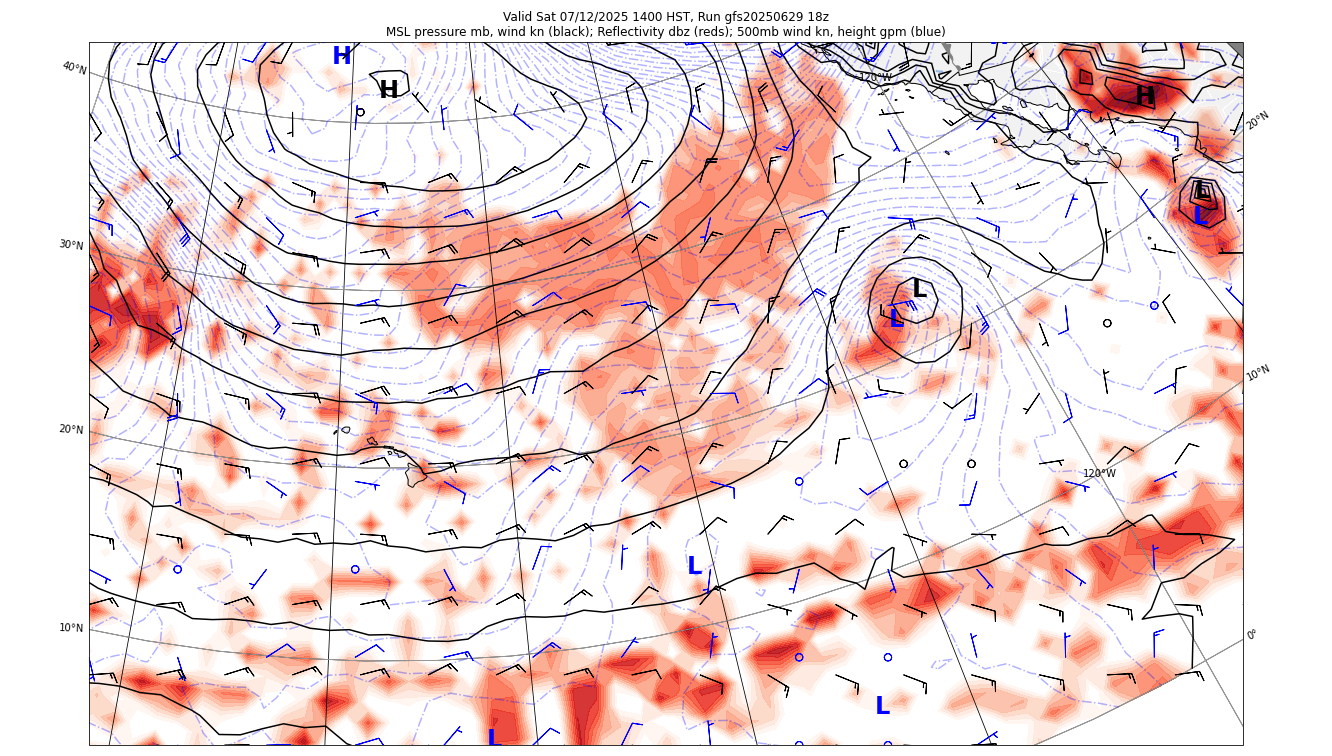 Valid Sat 07/12/2025 1400 HST, Run gfs20250629 18z
MSL pressure mb, wind kn (black); Reflectivity dbz (reds); 500mb wind kn, height gpm (blue)
H
40°N
120°W
H
H
20°N
L
L
30°N
L
L
10°N
20°N
120°W
L
10°N
0°
L
L